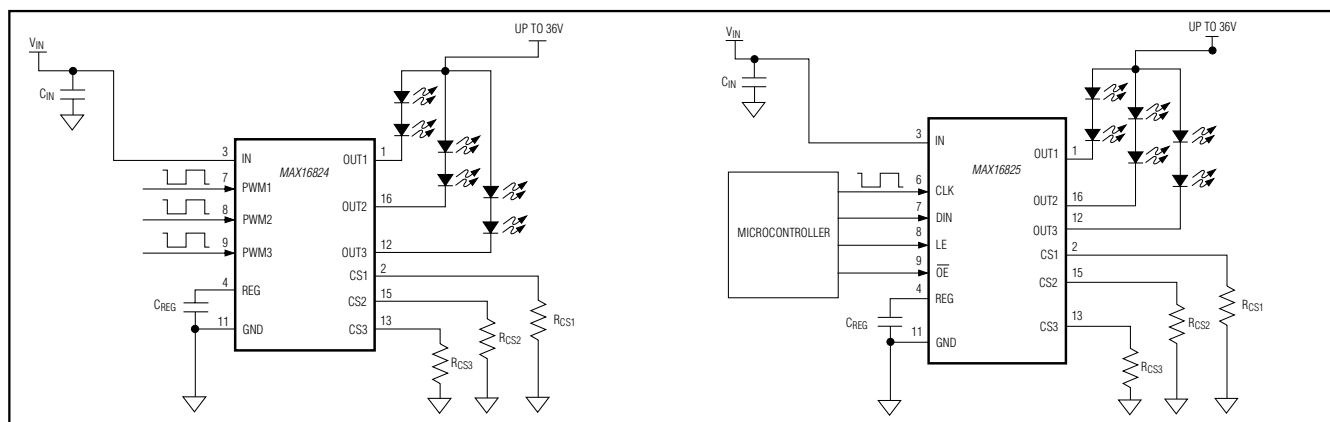 VIN
UP TO 36V
CIN
3
IN
MAX16824
OUT1
1
7
PWM1
8
PWM2
OUT2
16
9
PWM3
OUT3
12
CS1
2
4
REG
CS2
15
CREG
11
GND
CS3
13
RCS1
RCS2
RCS3
VIN
UP TO 36V
CIN
3
IN
MAX16825
OUT1
1
MICROCONTROLLER
6
CLK
7
DIN
8
LE
9
OE
OUT2
16
OUT3
12
CS1
2
4
REG
CS2
15
CREG
11
GND
CS3
13
RCS1
RCS2
RCS3